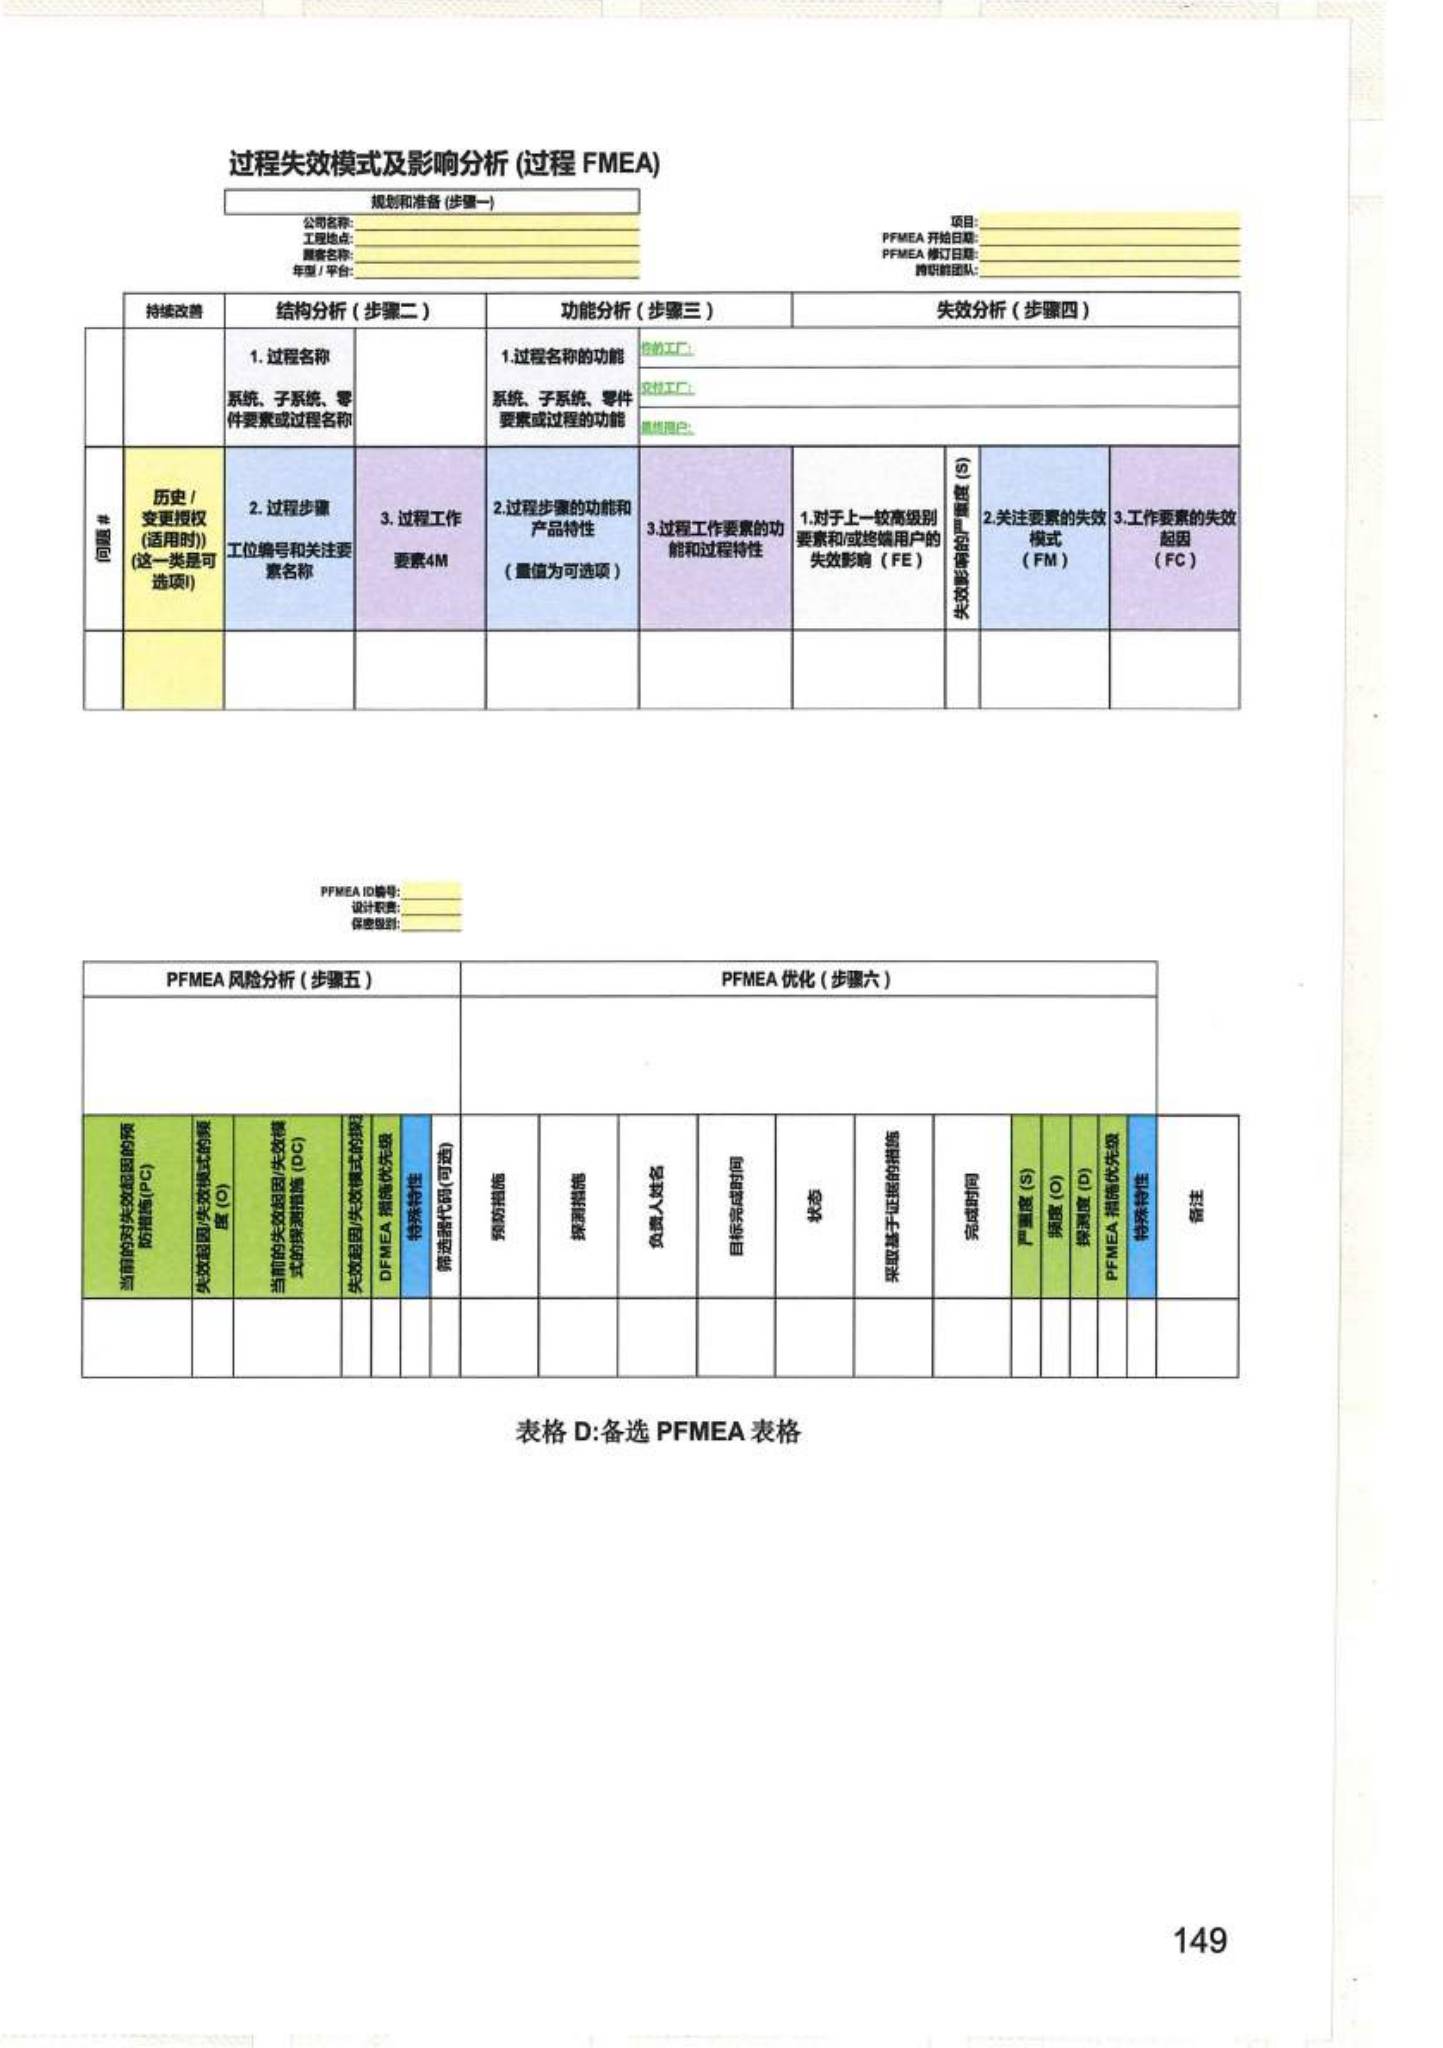 过程失效模式及影响分析 (过程 FMEA)
规划和准备 (步骤一)
公司名称:
工程地点:
顾客名称:
年型 / 平台:
项目:
PFMEA 开始日期:
PFMEA 修订日期:
跨职能团队:
持续改善
结构分析 ( 步骤二 )
功能分析 ( 步骤三 )
失效分析 ( 步骤四 )
1. 过程名称
系统、子系统、零
件要素或过程名称
1.过程名称的功能
系统、子系统、零件
要素或过程的功能
你的工厂:
交付工厂:
最终用户:
问题 #
历史 /
变更授权
(适用时))
(这一类是可
选项l)
2. 过程步骤
工位编号和关注要
素名称
3. 过程工作
要素4M
2.过程步骤的功能和
产品特性
( 量值为可选项 )
3.过程工作要素的功
能和过程特性
1.对于上一较高级别
要素和/或终端用户的
失效影响 ( FE )
失效影响的严重度 (S)
2.关注要素的失效
模式
( FM )
3.工作要素的失效
起因
( FC )
PFMEA ID编号:
设计职责:
保密级别:
PFMEA 风险分析 ( 步骤五 )
PFMEA 优化 ( 步骤六 )
当前的对失效起因的预
防措施(PC)
失效起因/失效模式的频
度 (O)
当前的失效起因/失效模
式的探测措施 (DC)
失效起因/失效模式的探
DFMEA 措施优先级
特殊特性
筛选器代码(可选)
预防措施
探测措施
负责人姓名
目标完成时间
状态
采取基于证据的措施
完成时间
严重度 (S)
频度 (O)
探测度 (D)
PFMEA 措施优先级
特殊特性
备注
表格 D:备选 PFMEA 表格
149